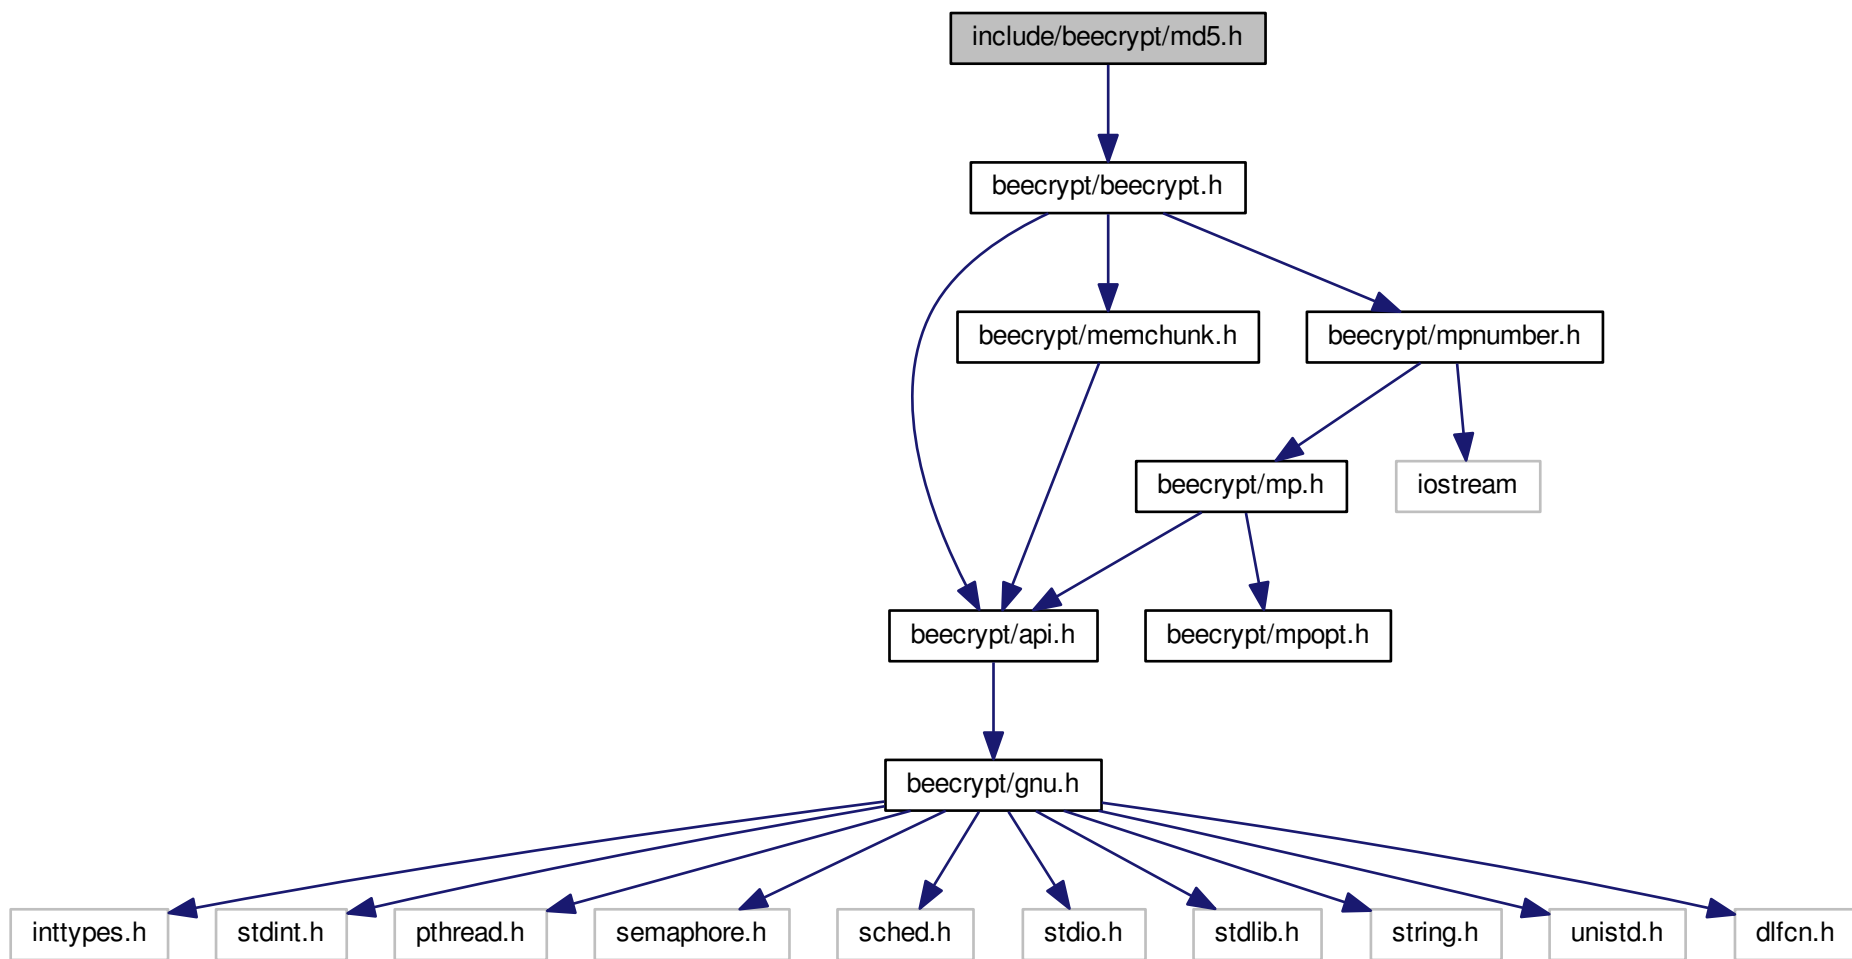 include/beecrypt/md5.h
beecrypt/beecrypt.h
beecrypt/memchunk.h
beecrypt/mpnumber.h
beecrypt/mp.h
iostream
beecrypt/api.h
beecrypt/mpopt.h
beecrypt/gnu.h
inttypes.h
stdint.h
pthread.h
semaphore.h
sched.h
stdio.h
stdlib.h
string.h
unistd.h
dlfcn.h